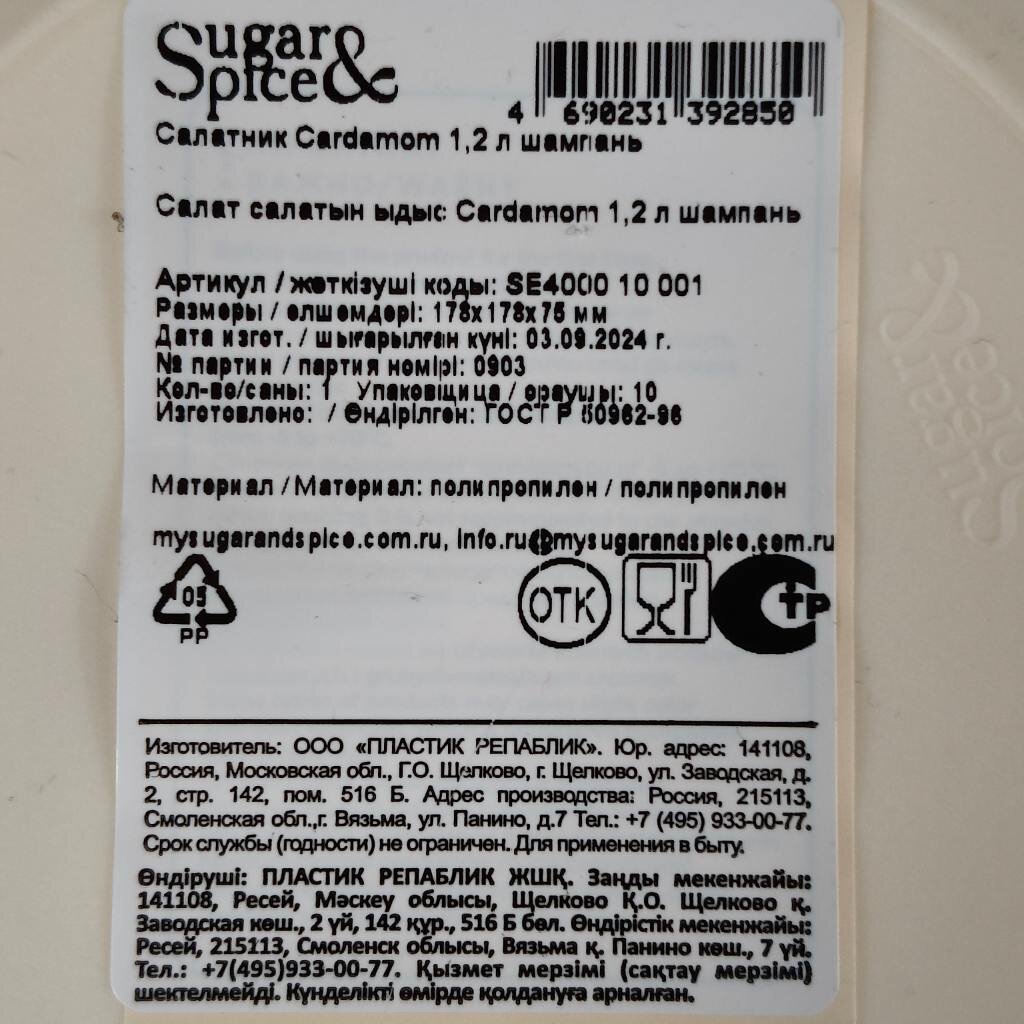 Sugar
Spice&
4 690231 392850
Салатник Cardamom 1,2 л шампань
Салат салатын ыдыс Cardamom 1,2 л шампань
Артикул / жеткізуші коды: SE4000 10 001
Размеры / өлшемдері: 178х178х75 мм
Дата изгот. / шығарылған күні: 03.09.2024 г.
№ партии / партия номірі: 0903
Кол-во/саны: 1 Упаковщица / ораушы: 10
Изготовлено: / Өндірілген: ГОСТ Р 50962-96
Материал / Материал: полипропилен / полипропилен
mysugarandspice.com.ru, info.ru@mysugarandspice.com.ru
05
PP
ОТК
тр
Изготовитель: ООО «ПЛАСТИК РЕПАБЛИК». Юр. адрес: 141108,
Россия, Московская обл., Г.О. Щелково, г. Щелково, ул. Заводская, д.
2, стр. 142, пом. 516 Б. Адрес производства: Россия, 215113,
Смоленская обл.,г. Вязьма, ул. Панино, д.7 Тел.: +7 (495) 933-00-77.
Срок службы (годности) не ограничен. Для применения в быту.
Өндіруші: ПЛАСТИК РЕПАБЛИК ЖШҚ. Заңды мекенжайы:
141108, Ресей, Мәскеу облысы, Щелково Қ.О. Щелково қ.
Заводская көш., 2 үй, 142 құр., 516 Б бөл. Өндірістік мекенжайы:
Ресей, 215113, Смоленск облысы, Вязьма қ. Панино көш., 7 үй.
Тел.: +7(495)933-00-77. Қызмет мерзімі (сақтау мерзімі)
шектелмейді. Күнделікті өмірде қолдануға арналған.
Sugar &
Spice